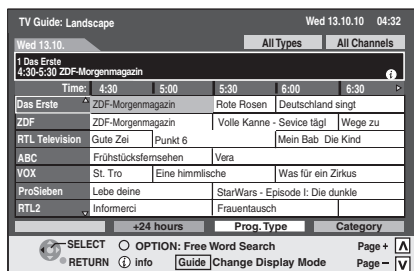 TV Guide: Landscape Wed 13.10.10 04:32
Wed 13.10. All Types All Channels
1 Das Erste
4:30-5:30 ZDF-Morgenmagazin
Time: 4:30 5:00 5:30 6:00 6:30
Das Erste ZDF-Morgenmagazin Rote Rosen Deutschland singt
ZDF ZDF-Morgenmagazin Volle Kanne - Sevice tägl Wege zu
RTL Television Gute Zei Punkt 6 Mein Bab Die Kind
ABC Frühstücksfernsehen Vera
VOX St. Tro Eine himmlische Was für ein Zirkus
ProSieben Lebe deine StarWars - Episode I: Die dunkle
RTL2 Informerci Frauentausch
+24 hours Prog.Type Category
SELECT OPTION: Free Word Search Page +
RETURN info Guide Change Display Mode Page −